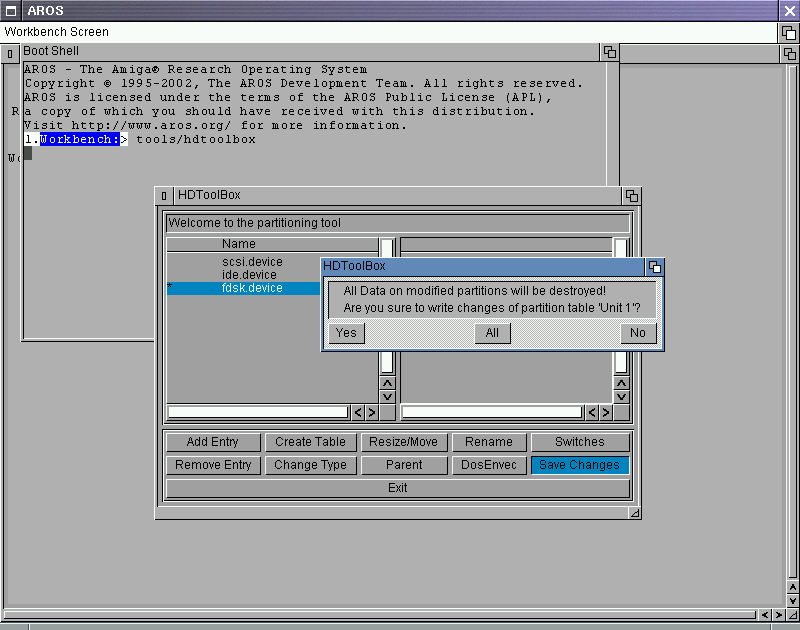 AROS
Workbench Screen
Boot Shell
AROS - The Amiga® Research Operating System
Copyright © 1995-2002, The AROS Development Team. All rights reserved.
AROS is licensed under the terms of the AROS Public License (APL),
a copy of which you should have received with this distribution.
Visit http://www.aros.org/ for more information.
1.Workbench:> tools/hdtoolbox
R
Wo
HDToolBox
Welcome to the partitioning tool
Name
scsi.device
ide.device
* fdsk.device
HDToolBox
All Data on modified partitions will be destroyed!
Are you sure to write changes of partition table 'Unit 1'?
Yes All No
Add Entry Create Table Resize/Move Rename Switches
Remove Entry Change Type Parent DosEnvec Save Changes
Exit